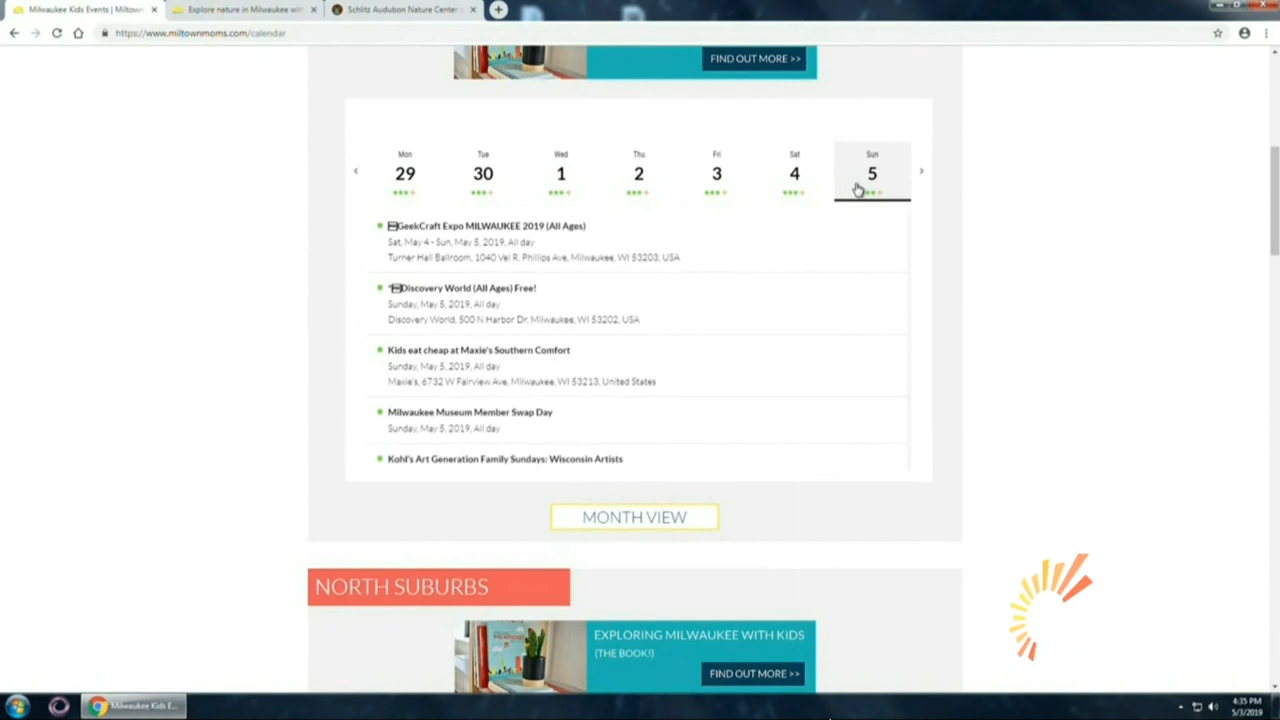 Milwaukee Kids Events | Miltown
Explore nature in Milwaukee with
Schlitz Audubon Nature Center
https://www.miltownmoms.com/calendar
FIND OUT MORE >>
Mon Tue Wed Thu Fri Sat Sun
29 30 1 2 3 4 5
GeekCraft Expo MILWAUKEE 2019 (All Ages)
Sat, May 4 - Sun, May 5, 2019, All day
Turner Hall Ballroom, 1040 Vel R. Phillips Ave, Milwaukee, WI 53203, USA
Discovery World (All Ages) Free!
Sunday, May 5, 2019, All day
Discovery World, 500 N Harbor Dr, Milwaukee, WI 53202, USA
Kids eat cheap at Maxie's Southern Comfort
Sunday, May 5, 2019, All day
Maxie's, 6732 W Fairview Ave, Milwaukee, WI 53213, United States
Milwaukee Museum Member Swap Day
Sunday, May 5, 2019, All day
Kohl's Art Generation Family Sundays: Wisconsin Artists
MONTH VIEW
NORTH SUBURBS
EXPLORING MILWAUKEE WITH KIDS
(THE BOOK!)
FIND OUT MORE >>
Milwaukee Kids E...
4:35 PM
5/3/2019